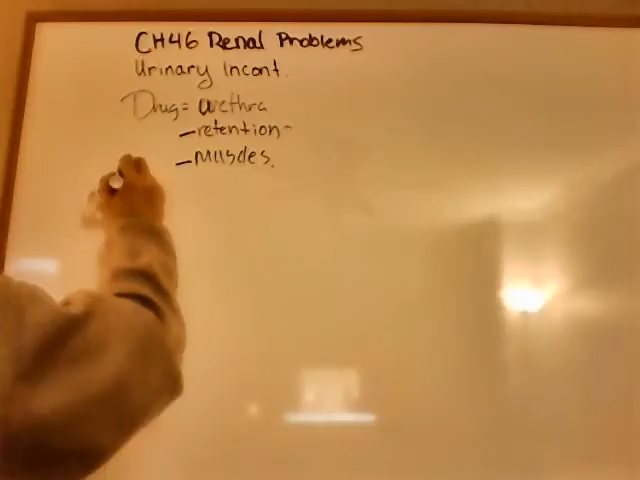 CH46 Renal Problems
Urinary Incont.
Drug = urethra
- retention -
- Muscles.